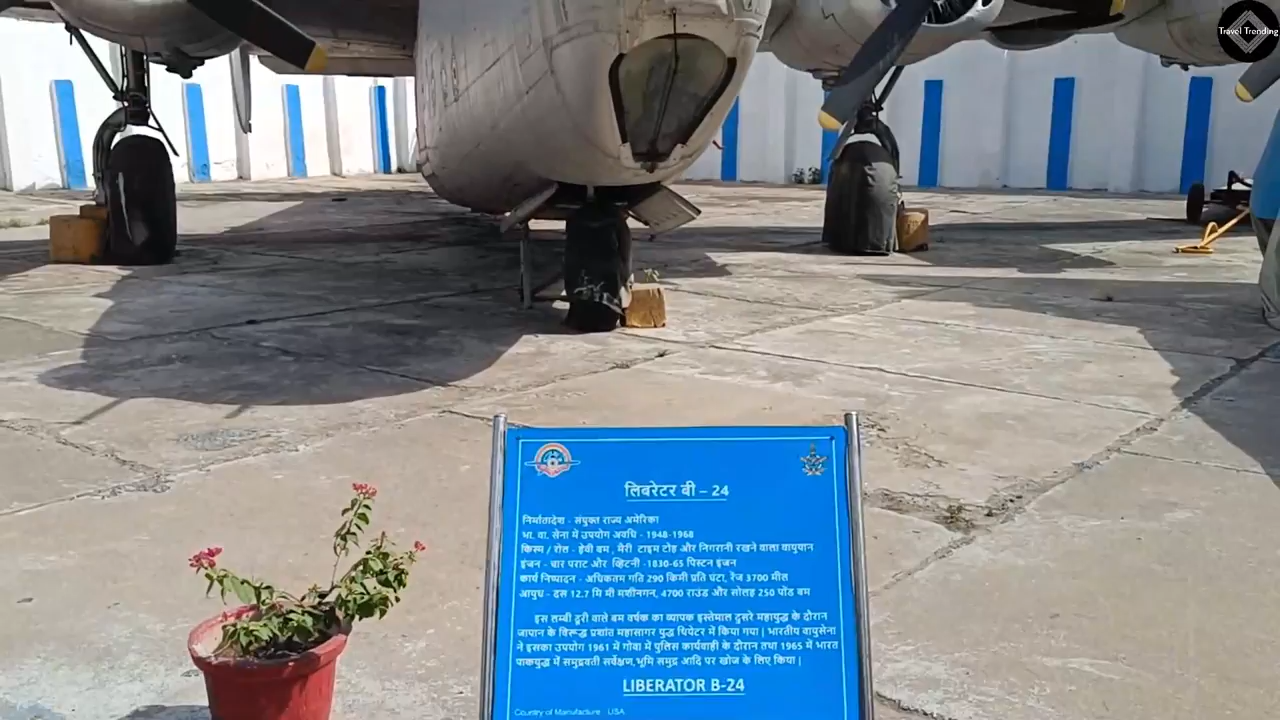 Travel Trending
लिबरेटर बी – 24
निर्मातादेश - संयुक्त राज्य अमेरिका
भा. वा. सेना में उपयोग अवधि - 1948-1968
किस्म / रोल - हेवी बम , मेरी टाइम टोह और निगरानी रखने वाला वायुयान
इंजन - चार पराट और व्हिटनी -1830-65 पिस्टन इंजन
कार्य निष्पादन - अधिकतम गति 290 किमी प्रति घंटा, रेंज 3700 मील
आयुध - दस 12.7 मि मी मशीनगन, 4700 राउंड और सोलह 250 पोंड बम
इस लम्बी दूरी वाले बम वर्षक का व्यापक इस्तेमाल दुसरे महायुद्ध के दौरान
जापान के विरूद्ध प्रशांत महासागर युद्ध थियेटर में किया गया | भारतीय वायुसेना
ने इसका उपयोग 1961 में गोवा में पुलिस कार्यवाही के दौरान तथा 1965 में भारत
पाकयुद्ध में समुद्रवती सर्वेक्षण,भूमि समुद्र आदि पर खोज के लिए किया |
LIBERATOR B-24
Country of Manufacture USA